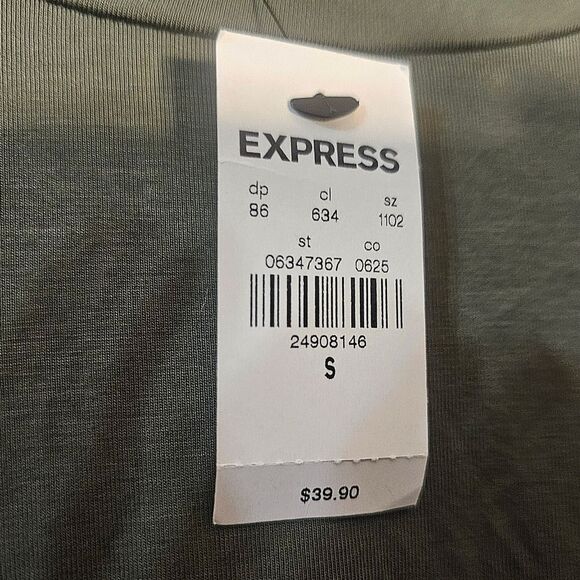 EXPRESS
dp cl sz
86 634 1102
st co
06347367 0625
24908146
S
$39.90